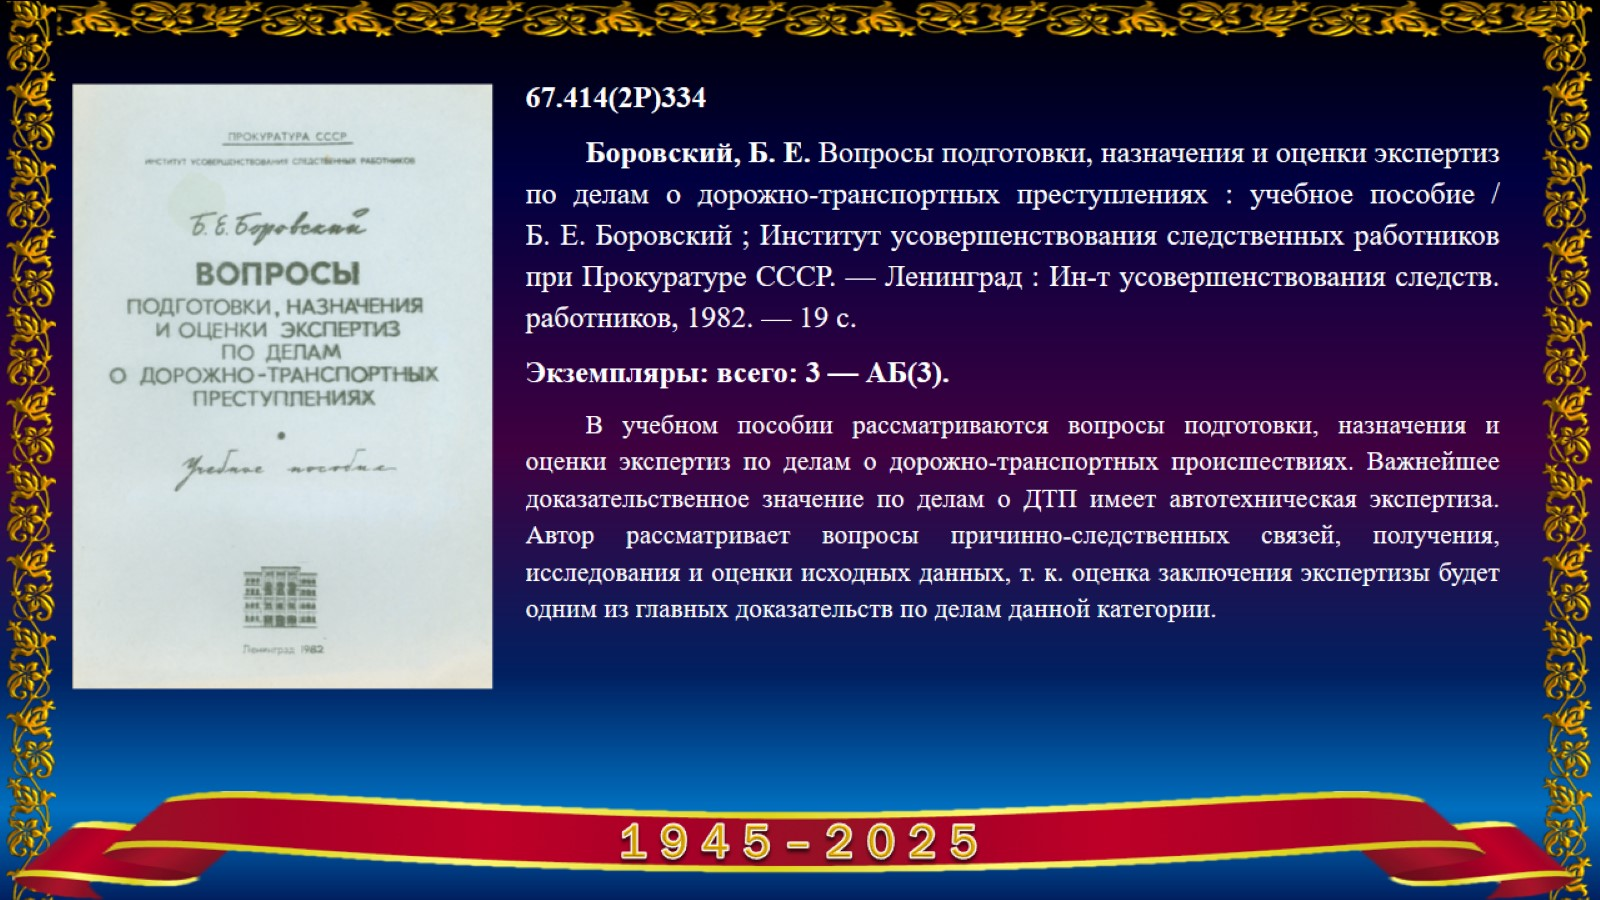 ПРОКУРАТУРА СССР
ИНСТИТУТ УСОВЕРШЕНСТВОВАНИЯ СЛЕДСТВЕННЫХ РАБОТНИКОВ
Б. Е. Боровский
ВОПРОСЫ
ПОДГОТОВКИ, НАЗНАЧЕНИЯ
И ОЦЕНКИ ЭКСПЕРТИЗ
ПО ДЕЛАМ
О ДОРОЖНО-ТРАНСПОРТНЫХ
ПРЕСТУПЛЕНИЯХ
Учебное пособие
Ленинград 1982
67.414(2Р)334
Боровский, Б. Е. Вопросы подготовки, назначения и оценки экспертиз
по делам о дорожно-транспортных преступлениях : учебное пособие /
Б. Е. Боровский ; Институт усовершенствования следственных работников
при Прокуратуре СССР. — Ленинград : Ин-т усовершенствования следств.
работников, 1982. — 19 с.
Экземпляры: всего: 3 — АБ(3).
В учебном пособии рассматриваются вопросы подготовки, назначения и
оценки экспертиз по делам о дорожно-транспортных происшествиях. Важнейшее
доказательственное значение по делам о ДТП имеет автотехническая экспертиза.
Автор рассматривает вопросы причинно-следственных связей, получения,
исследования и оценки исходных данных, т. к. оценка заключения экспертизы будет
одним из главных доказательств по делам данной категории.
1945–2025